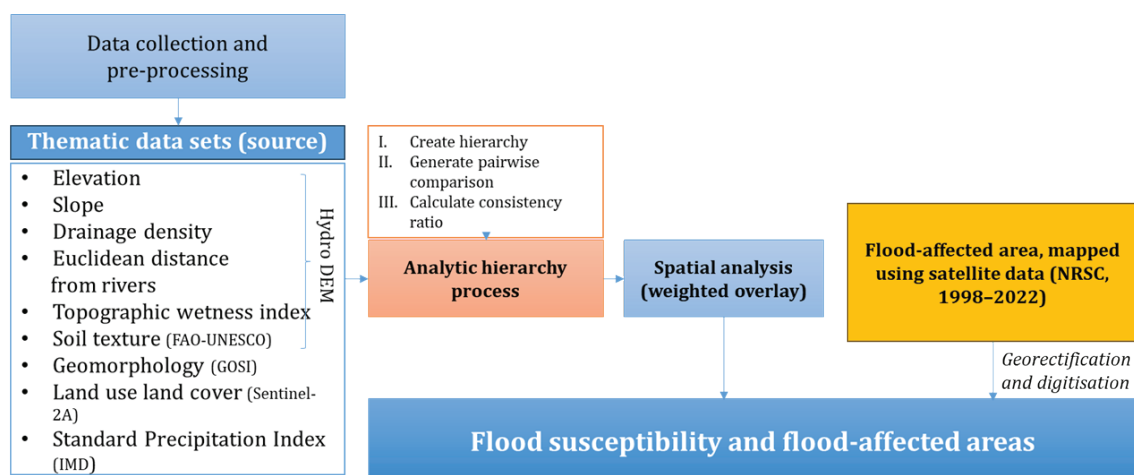 Data collection and
pre-processing
Thematic data sets (source)
• Elevation
• Slope
• Drainage density
• Euclidean distance
from rivers
• Topographic wetness index
• Soil texture (FAO-UNESCO)
• Geomorphology (GOSI)
• Land use land cover (Sentinel-
2A)
• Standard Precipitation Index
(IMD)
Hydro DEM
I. Create hierarchy
II. Generate pairwise
comparison
III. Calculate consistency
ratio
Analytic hierarchy
process
Spatial analysis
(weighted overlay)
Flood-affected area, mapped
using satellite data (NRSC,
1998–2022)
Georectification
and digitisation
Flood susceptibility and flood-affected areas